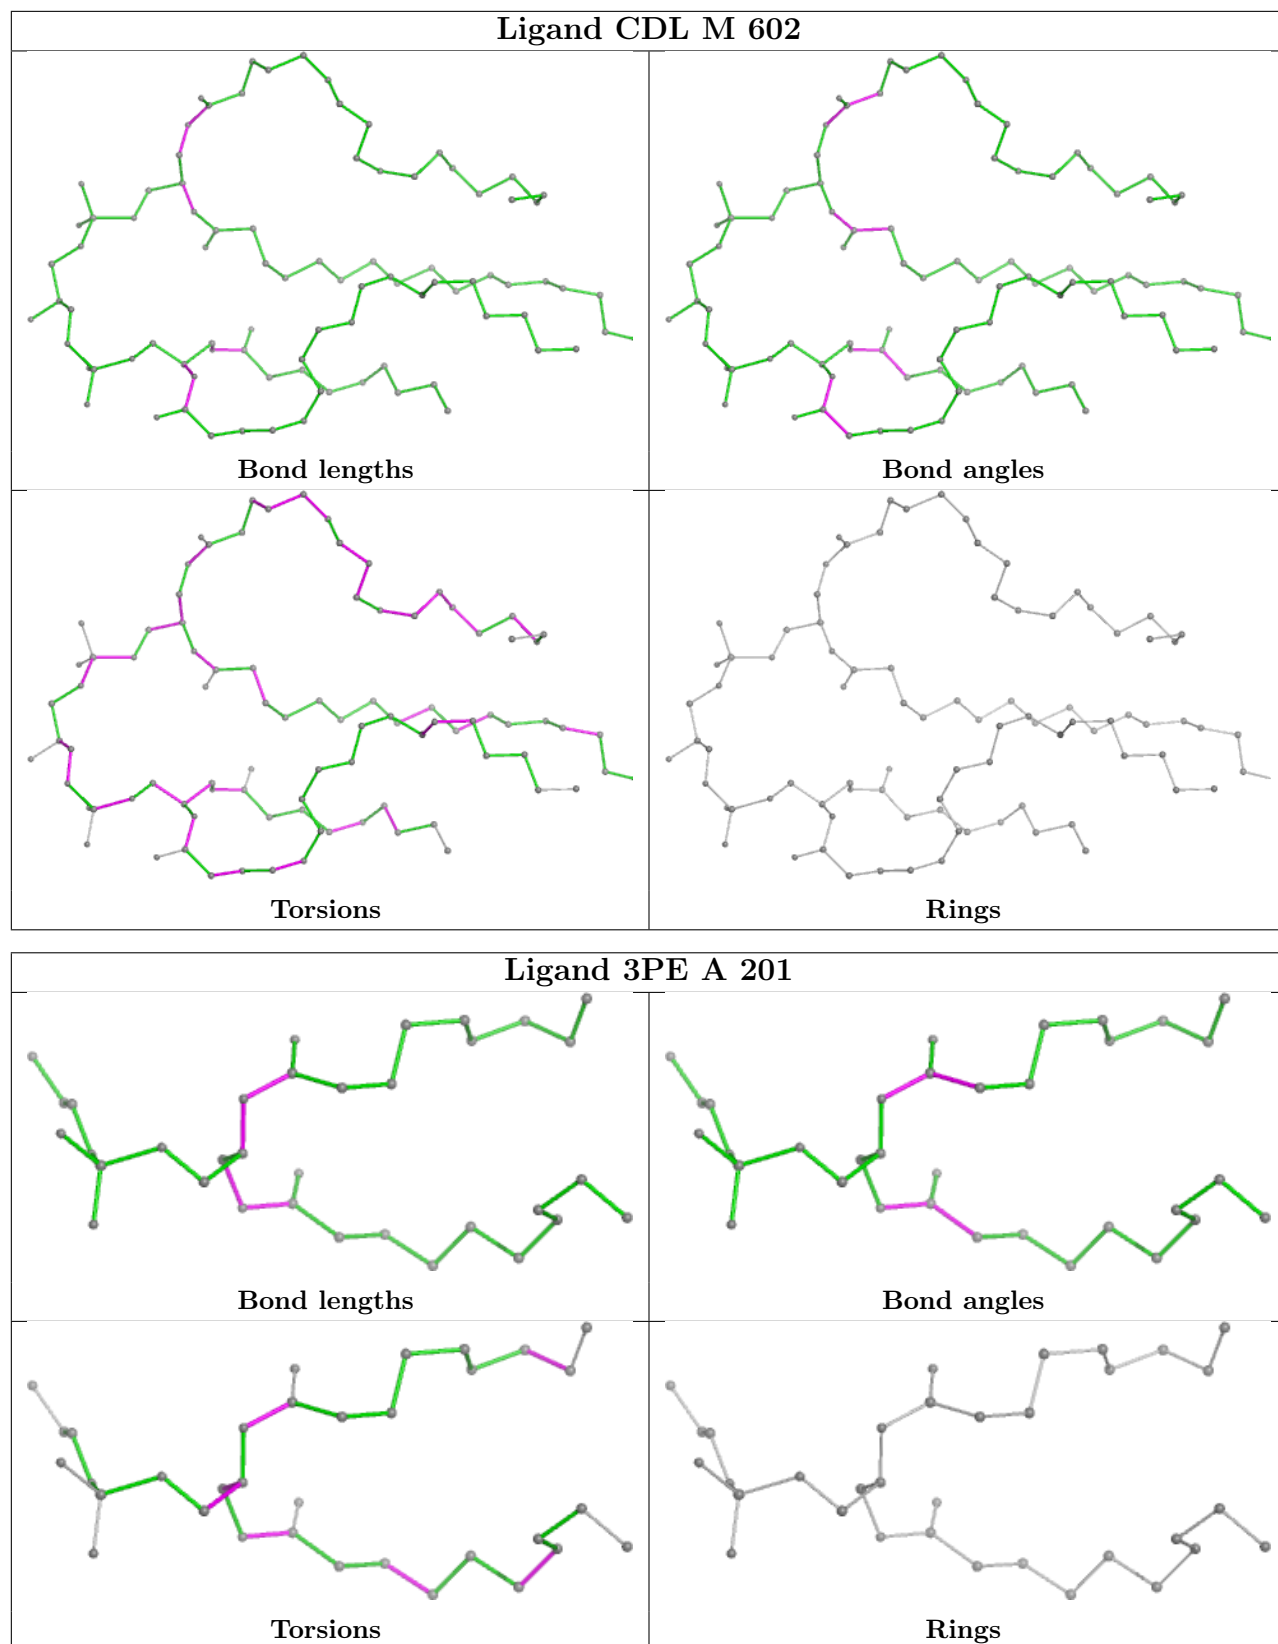 Ligand CDL M 602
Bond lengths
Bond angles
Torsions
Rings
Ligand 3PE A 201
Bond lengths
Bond angles
Torsions
Rings